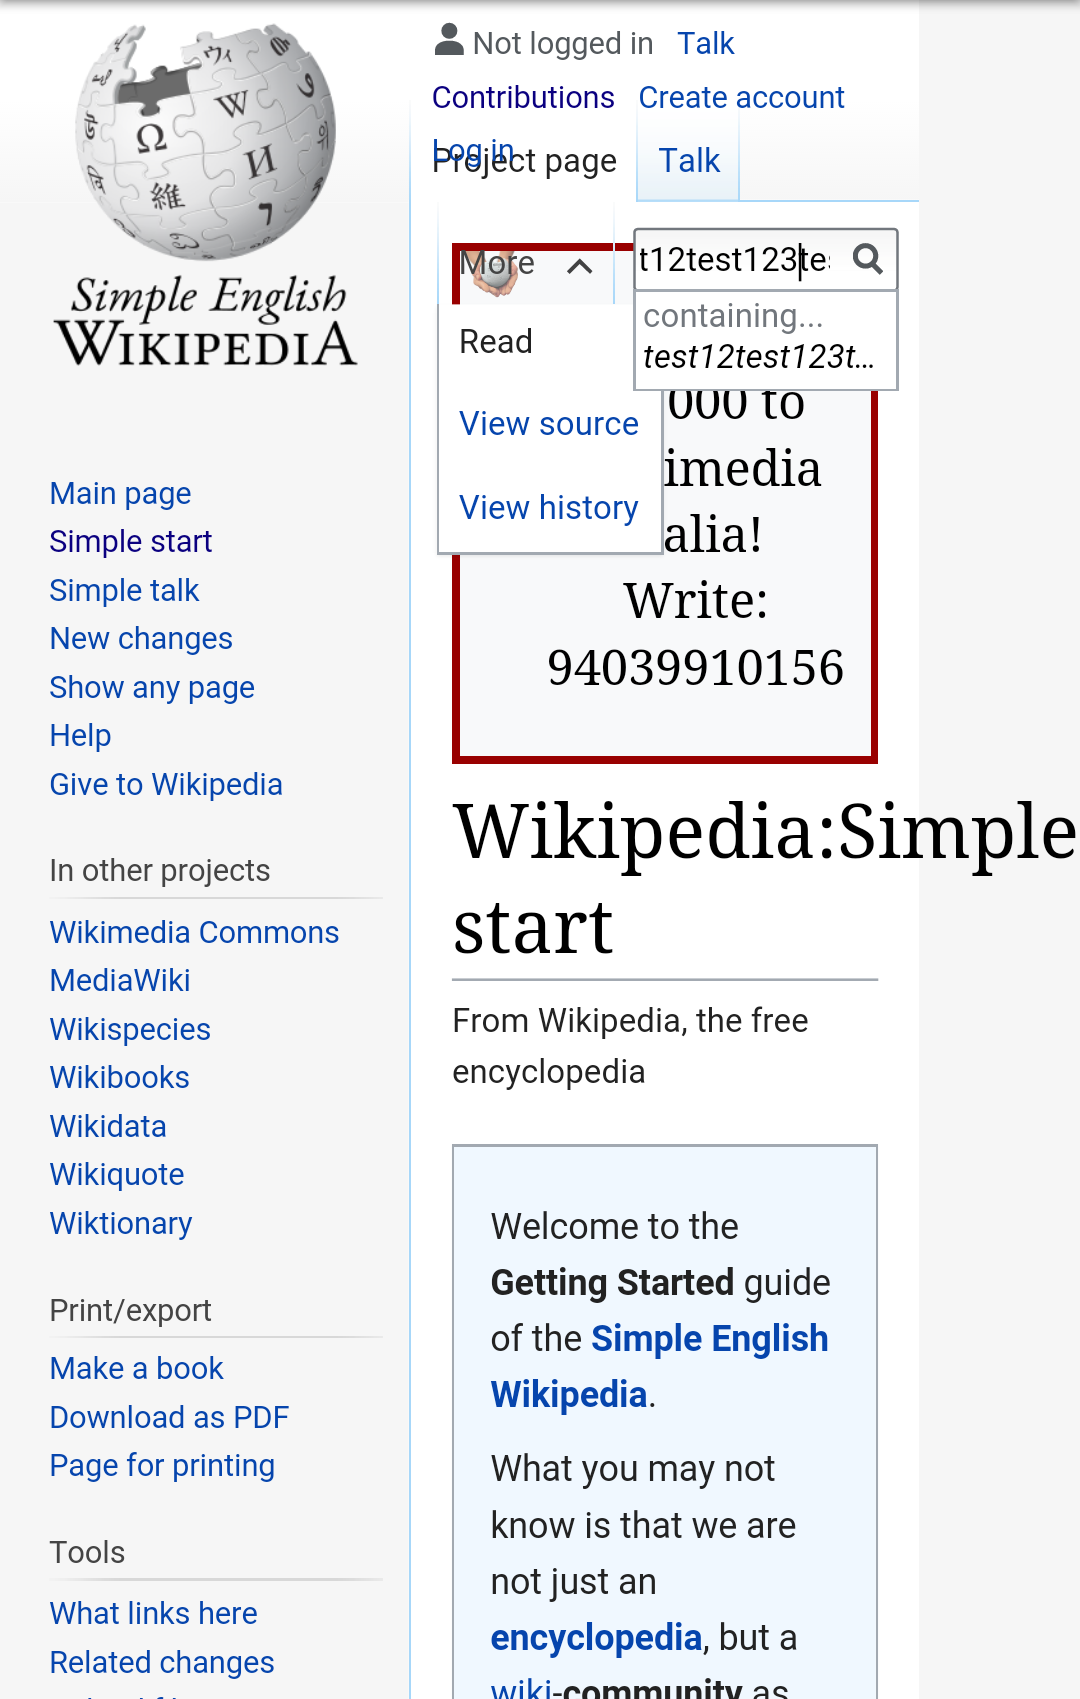 Simple English
WIKIPEDIA
Not logged in Talk
Contributions Create account
Log in
Project page Talk
More
t12test123te
containing...
test12test123t...
Read
View source
View history
000 to
imedia
alia!
Write:
94039910156
Main page
Simple start
Simple talk
New changes
Show any page
Help
Give to Wikipedia
In other projects
Wikimedia Commons
MediaWiki
Wikispecies
Wikibooks
Wikidata
Wikiquote
Wiktionary
Print/export
Make a book
Download as PDF
Page for printing
Tools
What links here
Related changes
Wikipedia:Simple
start
From Wikipedia, the free
encyclopedia
Welcome to the
Getting Started guide
of the Simple English
Wikipedia.
What you may not
know is that we are
not just an
encyclopedia, but a
wiki-community as